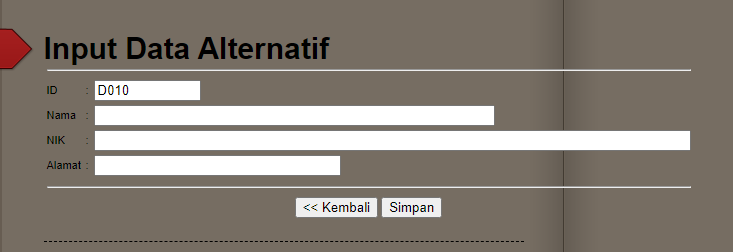 Input Data Alternatif
ID : D010
Nama :
NIK :
Alamat :
<< Kembali Simpan